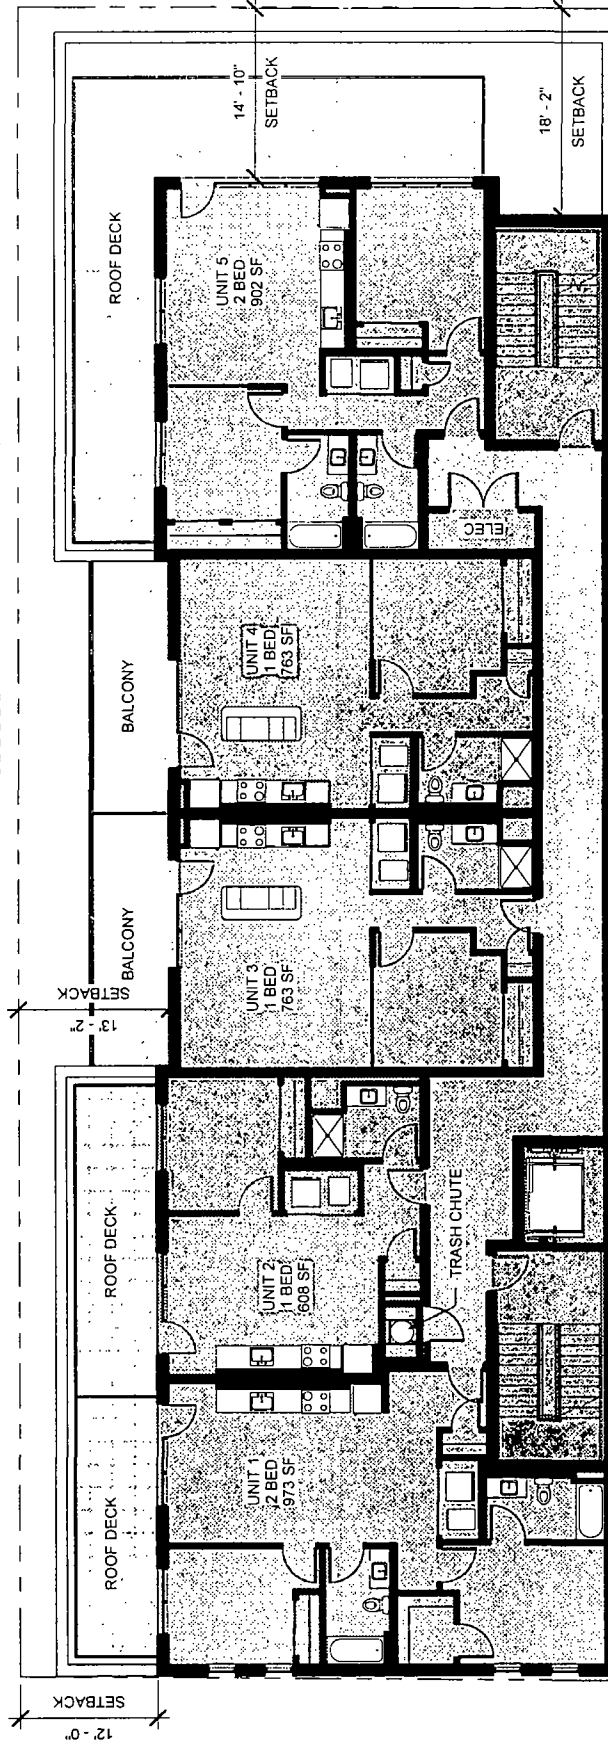 14' - 10"
SETBACK
18' - 2"
SETBACK
ROOF DECK
UNIT 5
2 BED
902 SF
ELEC
BALCONY
UNIT 4
1 BED
763 SF
BALCONY
UNIT 3
1 BED
763 SF
13' - 2"
SETBACK
ROOF DECK
UNIT 2
1 BED
608 SF
TRASH CHUTE
ROOF DECK
UNIT 1
2 BED
973 SF
12' - 0"
SETBACK